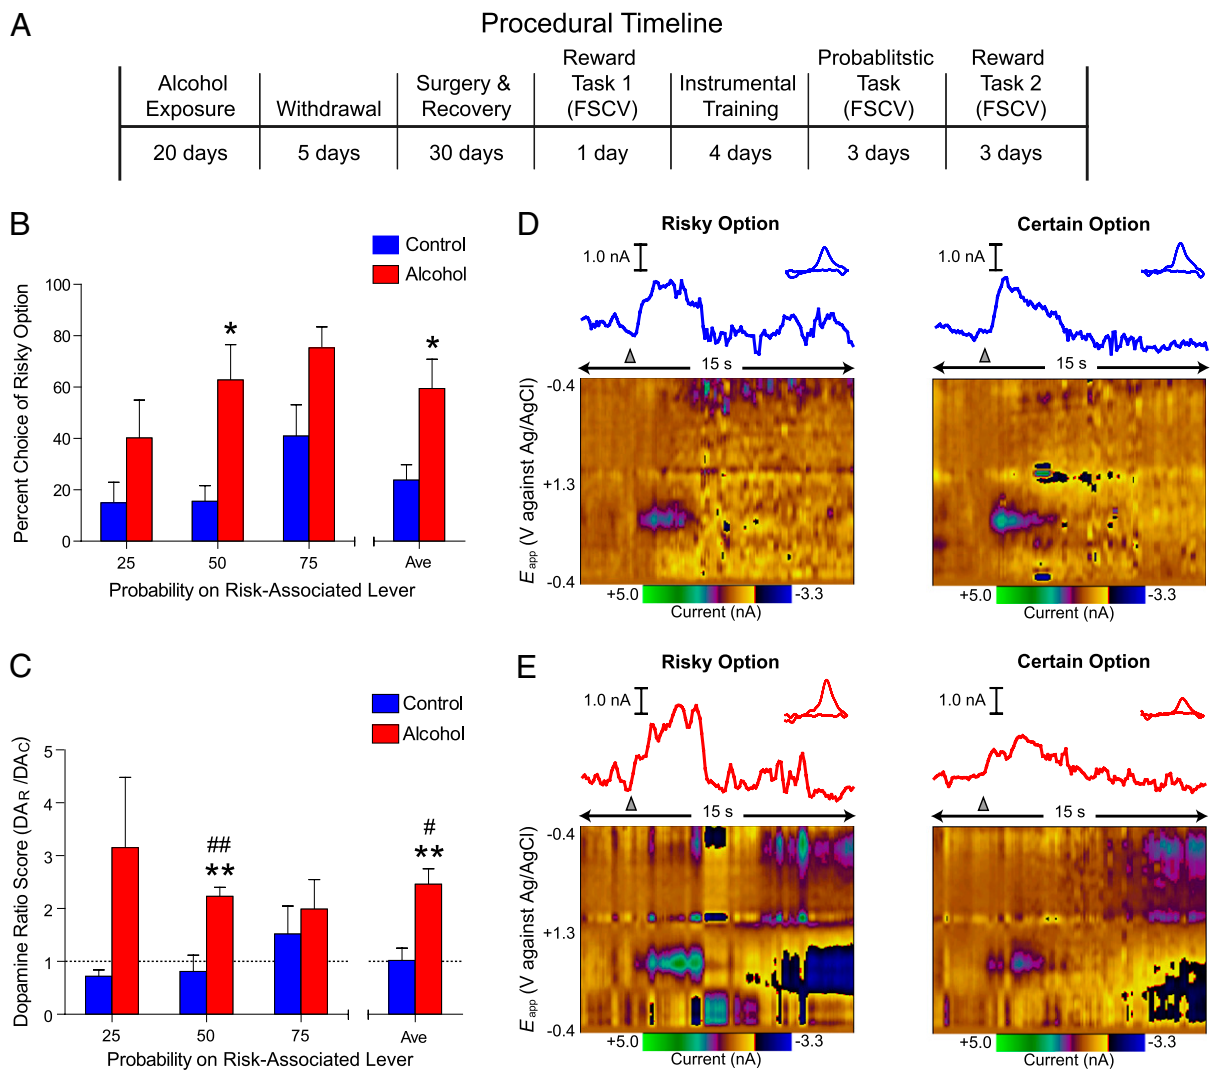 A
Procedural Timeline
Alcohol
Exposure
Withdrawal
Surgery &
Recovery
Reward
Task 1
(FSCV)
Instrumental
Training
Probablitstic
Task
(FSCV)
Reward
Task 2
(FSCV)
20 days
5 days
30 days
1 day
4 days
3 days
3 days
B
Control
Alcohol
Percent Choice of Risky Option
100
80
60
40
20
0
*
*
25
50
75
Ave
Probability on Risk-Associated Lever
C
Control
Alcohol
Dopamine Ratio Score (DAR /DAC)
5
4
3
2
1
0
##
**
#
**
25
50
75
Ave
Probability on Risk-Associated Lever
D
Risky Option
1.0 nA
15 s
Eapp (V against Ag/AgCl)
-0.4
+1.3
-0.4
+5.0
-3.3
Current (nA)
Certain Option
1.0 nA
15 s
+5.0
-3.3
Current (nA)
E
Risky Option
1.0 nA
15 s
Eapp (V against Ag/AgCl)
-0.4
+1.3
-0.4
+5.0
-3.3
Current (nA)
Certain Option
1.0 nA
15 s
+5.0
-3.3
Current (nA)